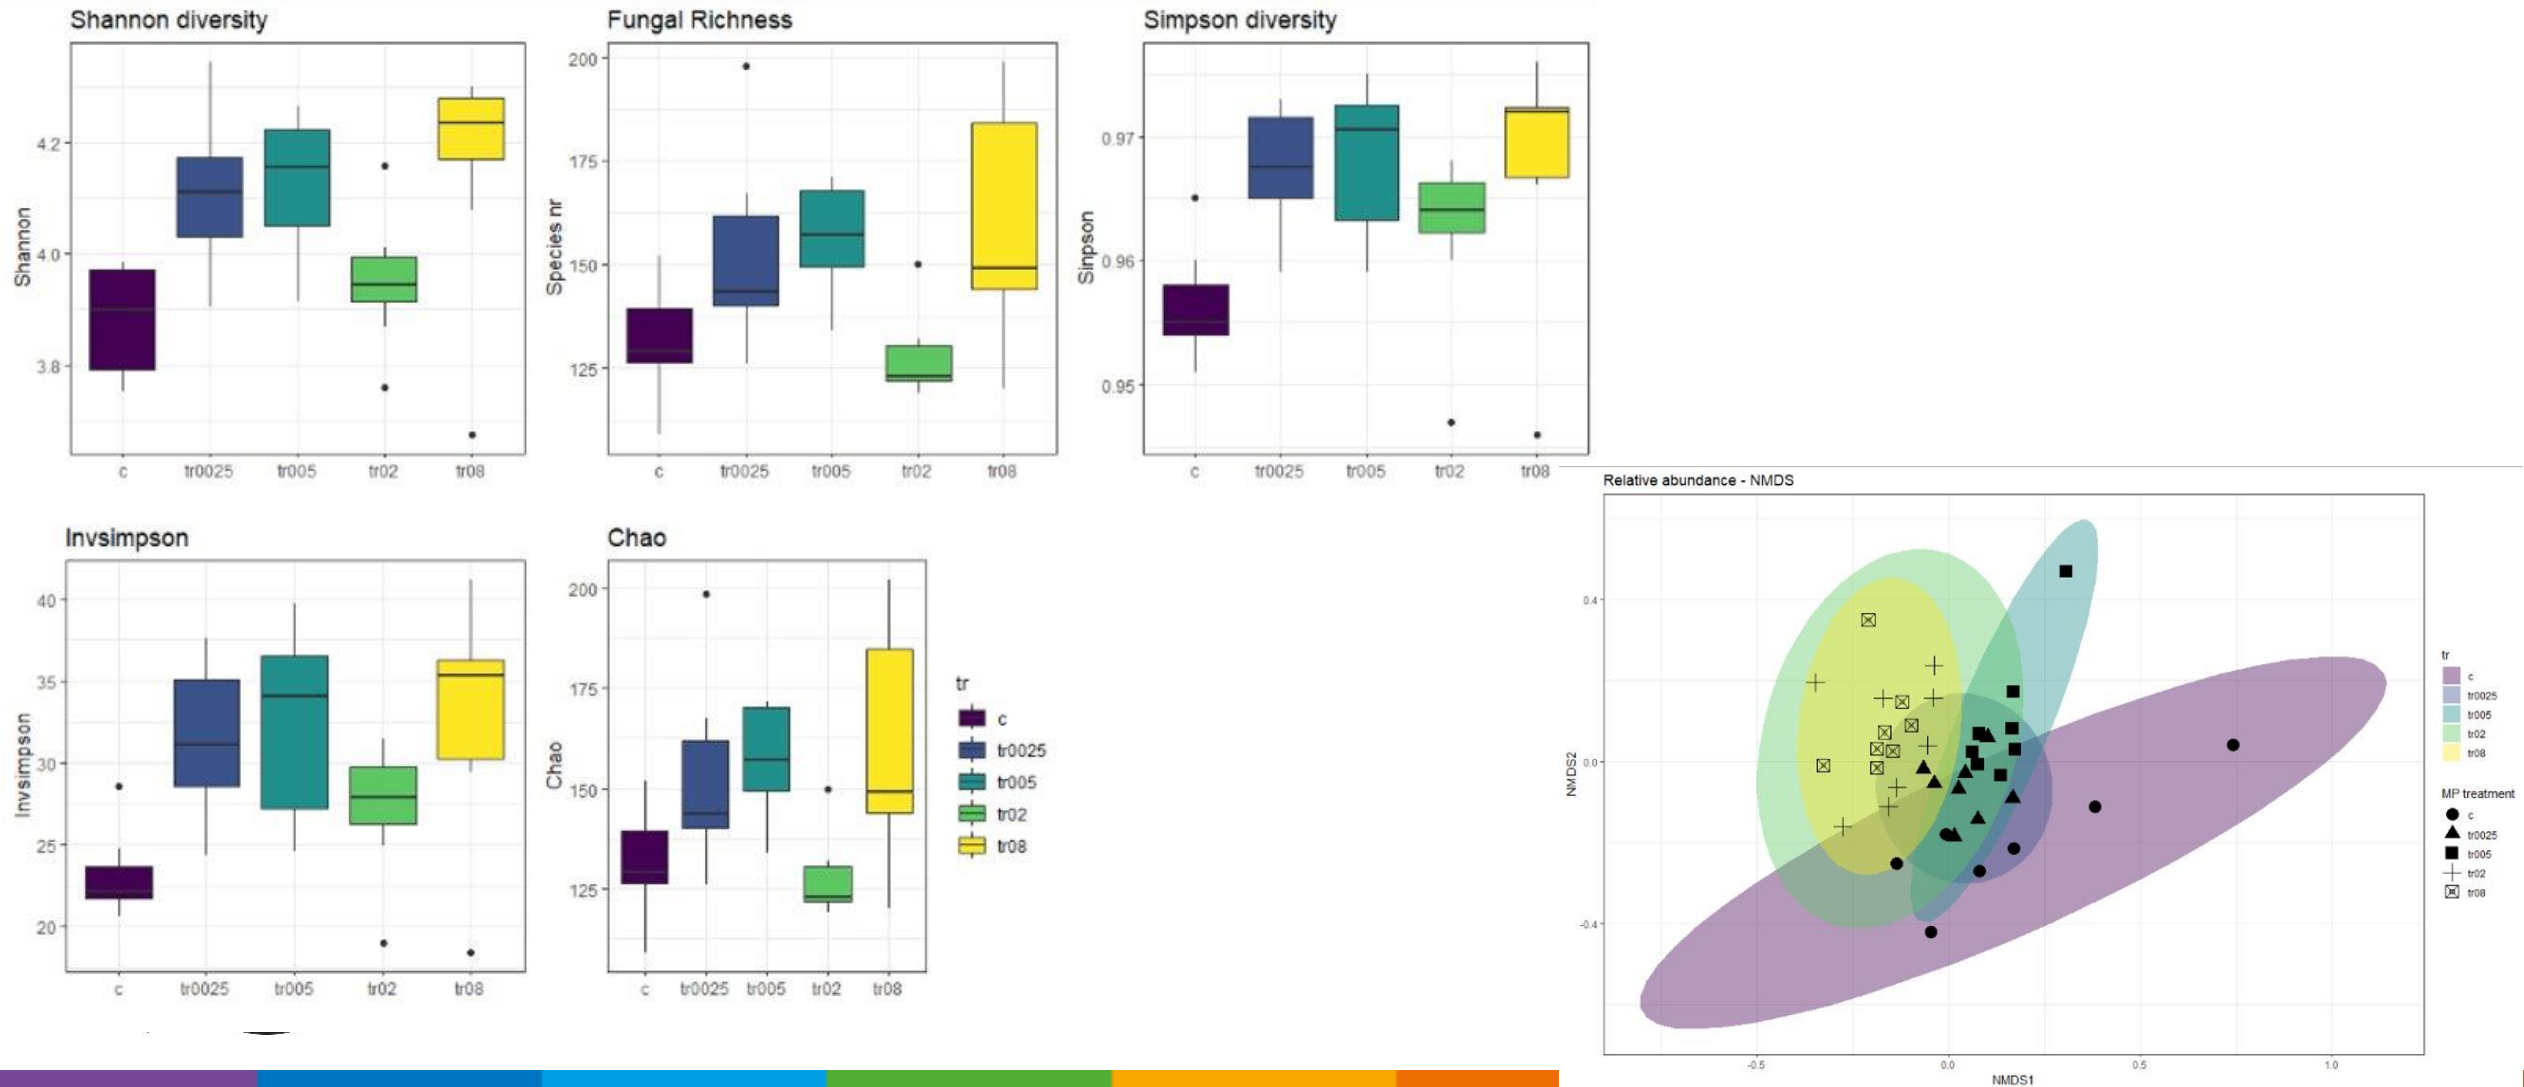 Shannon diversity
Shannon
4.2
4.0
3.8
c tr0025 tr005 tr02 tr08
Fungal Richness
Species nr
200
175
150
125
c tr0025 tr005 tr02 tr08
Simpson diversity
Sinpson
0.97
0.96
0.95
c tr0025 tr005 tr02 tr08
Invsimpson
Invsimpson
40
35
30
25
20
c tr0025 tr005 tr02 tr08
Chao
Chao
200
175
150
125
c tr0025 tr005 tr02 tr08
tr
c
tr0025
tr005
tr02
tr08
Relative abundance - NMDS
NMDS2
0.4
0.0
-0.4
-0.5 0.0 0.5 1.0
NMDS1
tr
c
tr0025
tr005
tr02
tr08
MP treatment
c
tr0025
tr005
tr02
tr08